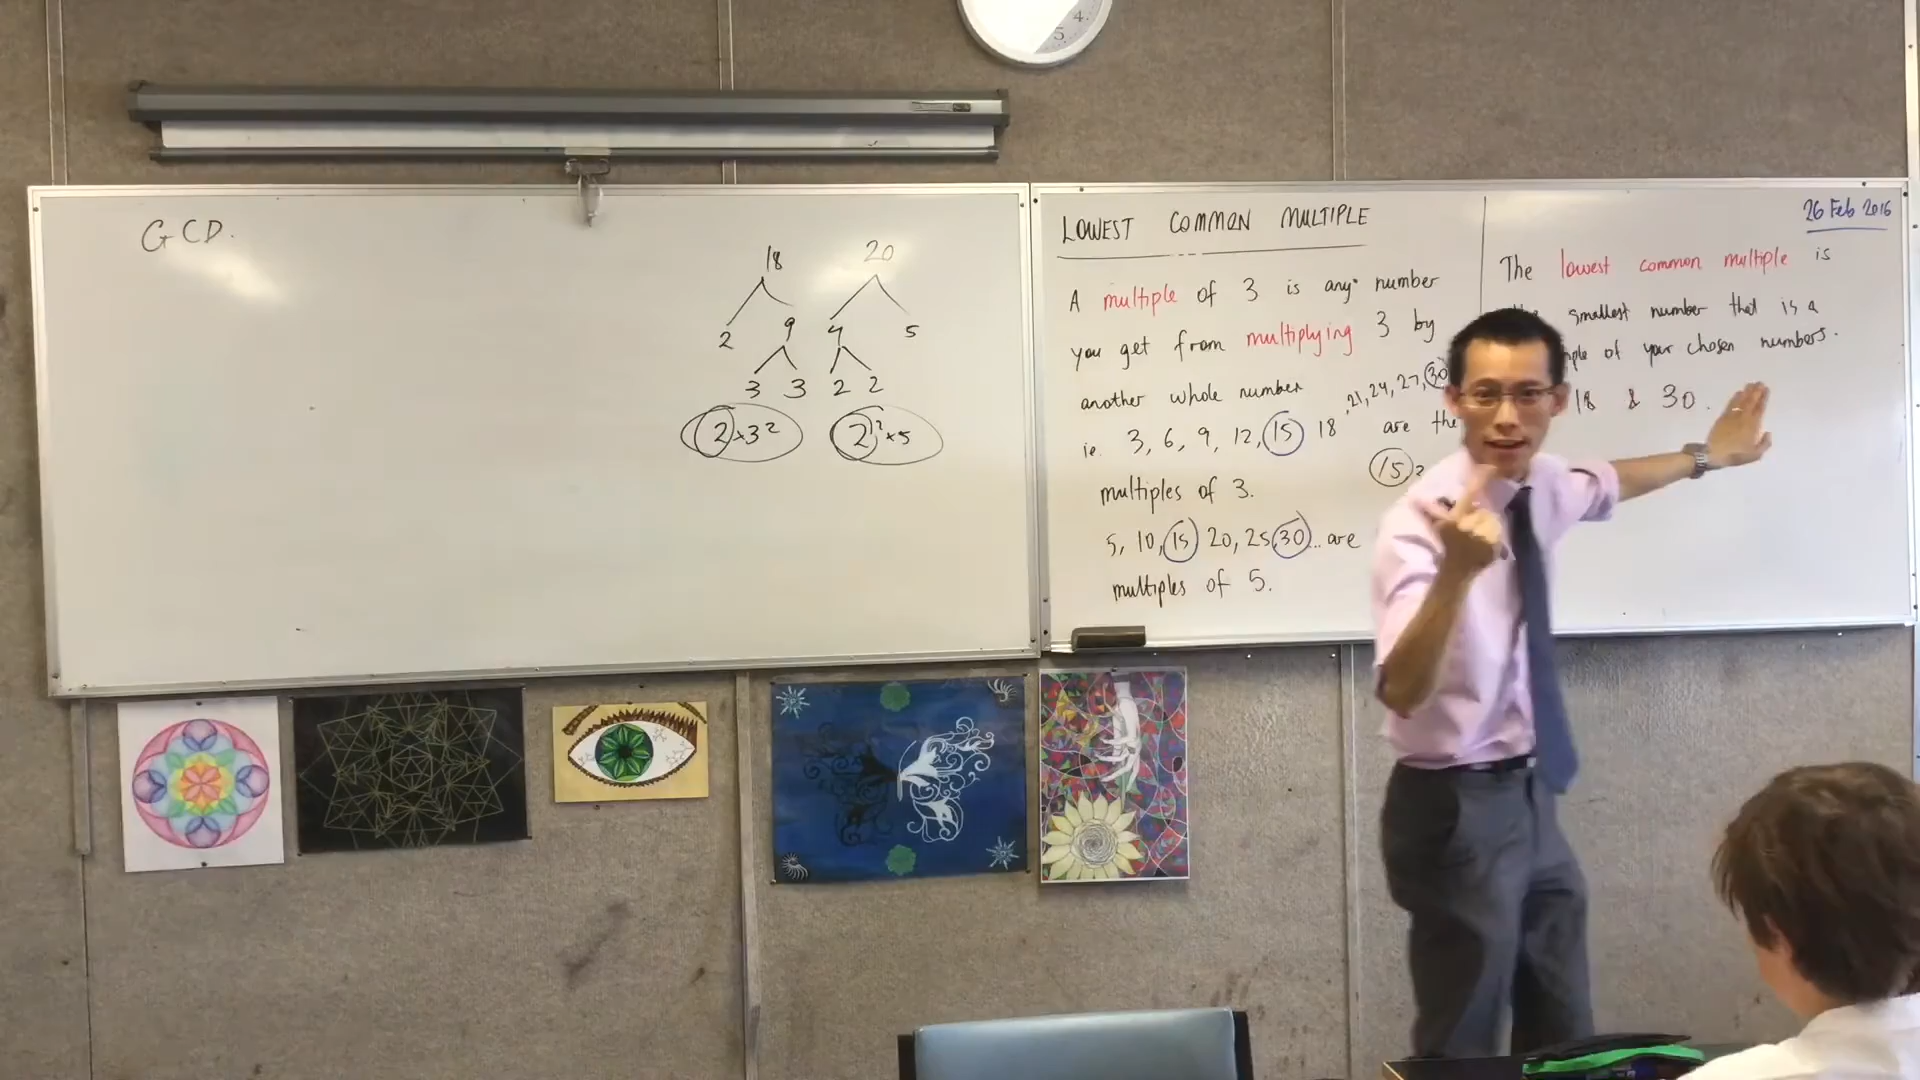 GCD.
18 20
2 9 4 5
3 3 2 2
2×3² 2²×5
LOWEST COMMON MULTIPLE
A multiple of 3 is any number
you get from multiplying 3 by
another whole number
, 21, 24, 27, 30
ie. 3, 6, 9, 12, 15 18 are the
15
multiples of 3.
5, 10, 15 20, 25 30... are
multiples of 5.
26 Feb 2016
The lowest common multiple is
smallest number that is a
of your chosen numbers.
18 & 30.
4
5